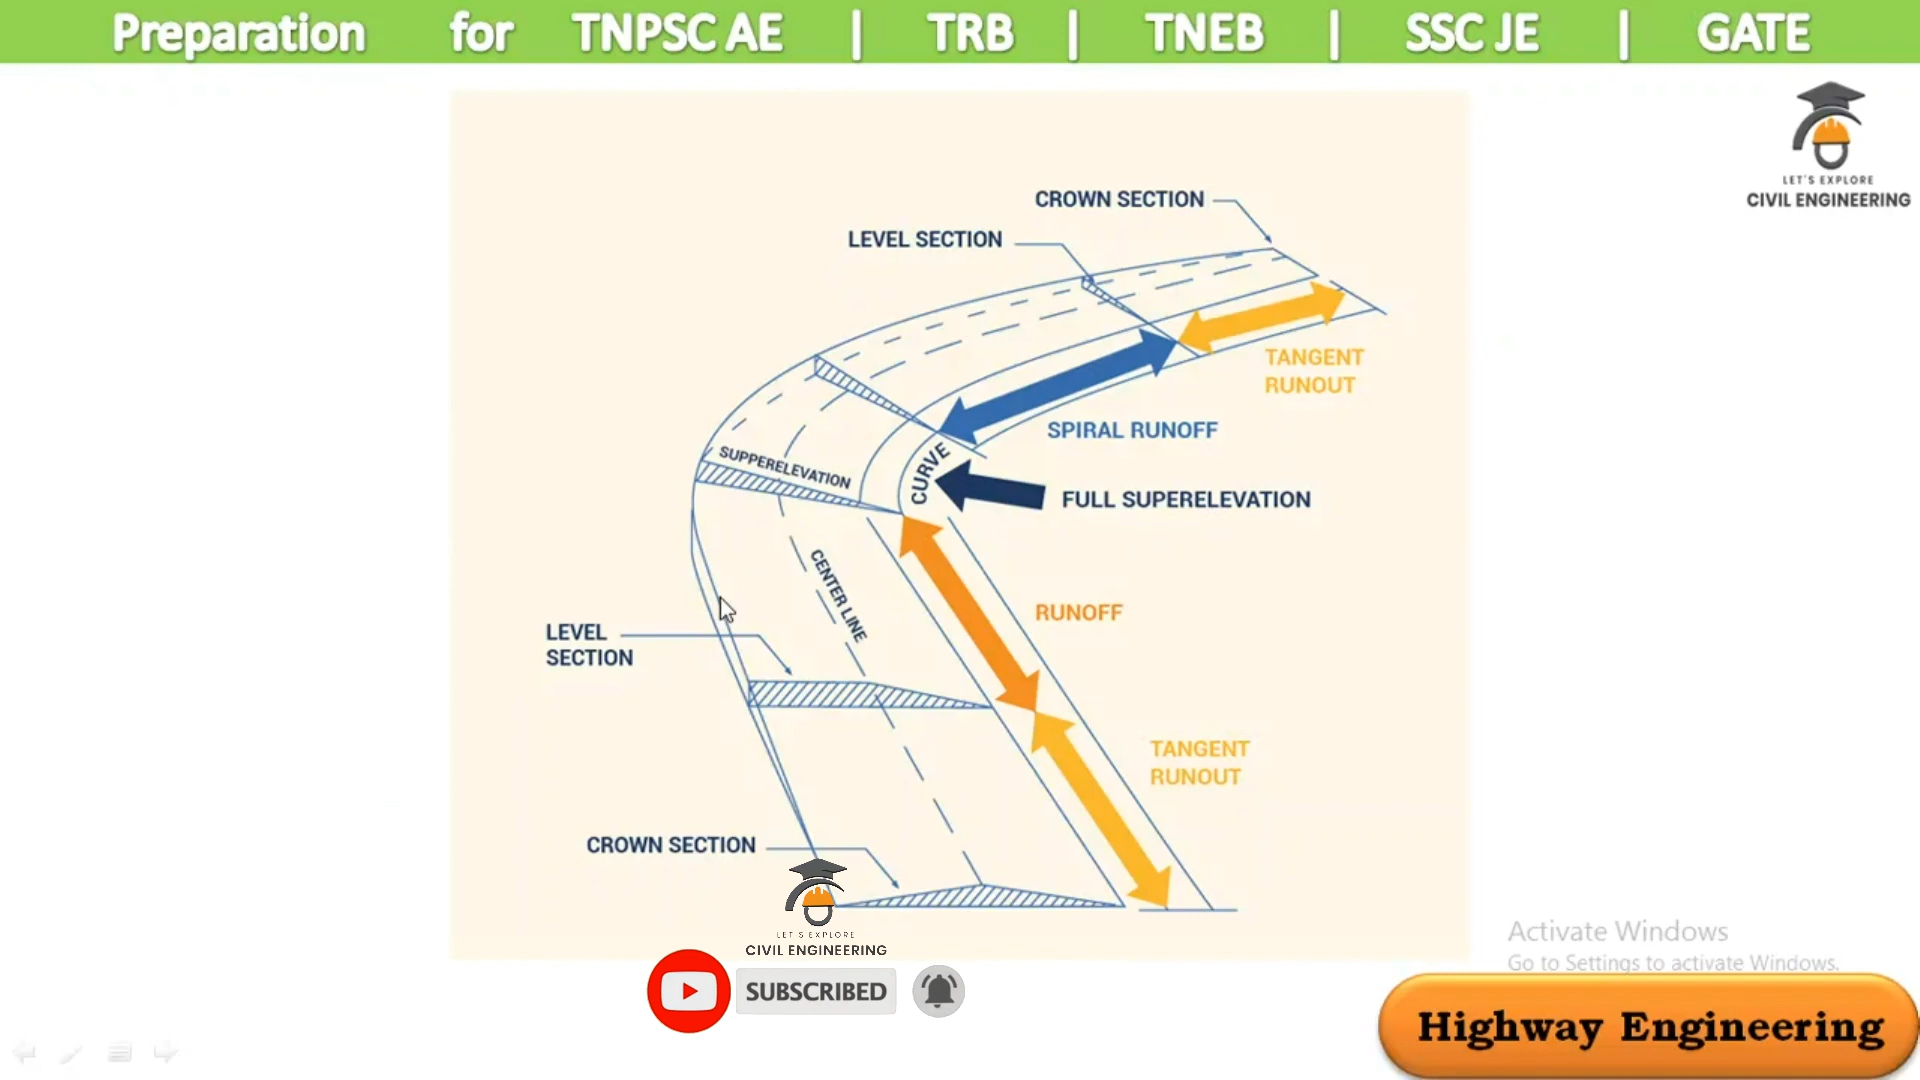 Preparation for TNPSC AE | TRB | TNEB | SSC JE | GATE
LET'S EXPLORE
CIVIL ENGINEERING
CROWN SECTION
LEVEL SECTION
TANGENT
RUNOUT
SPIRAL RUNOFF
CURVE
SUPPERELEVATION
FULL SUPERELEVATION
CENTER LINE
RUNOFF
LEVEL
SECTION
TANGENT
RUNOUT
CROWN SECTION
LET'S EXPLORE
CIVIL ENGINEERING
SUBSCRIBED
Activate Windows
Go to Settings to activate Windows.
Highway Engineering